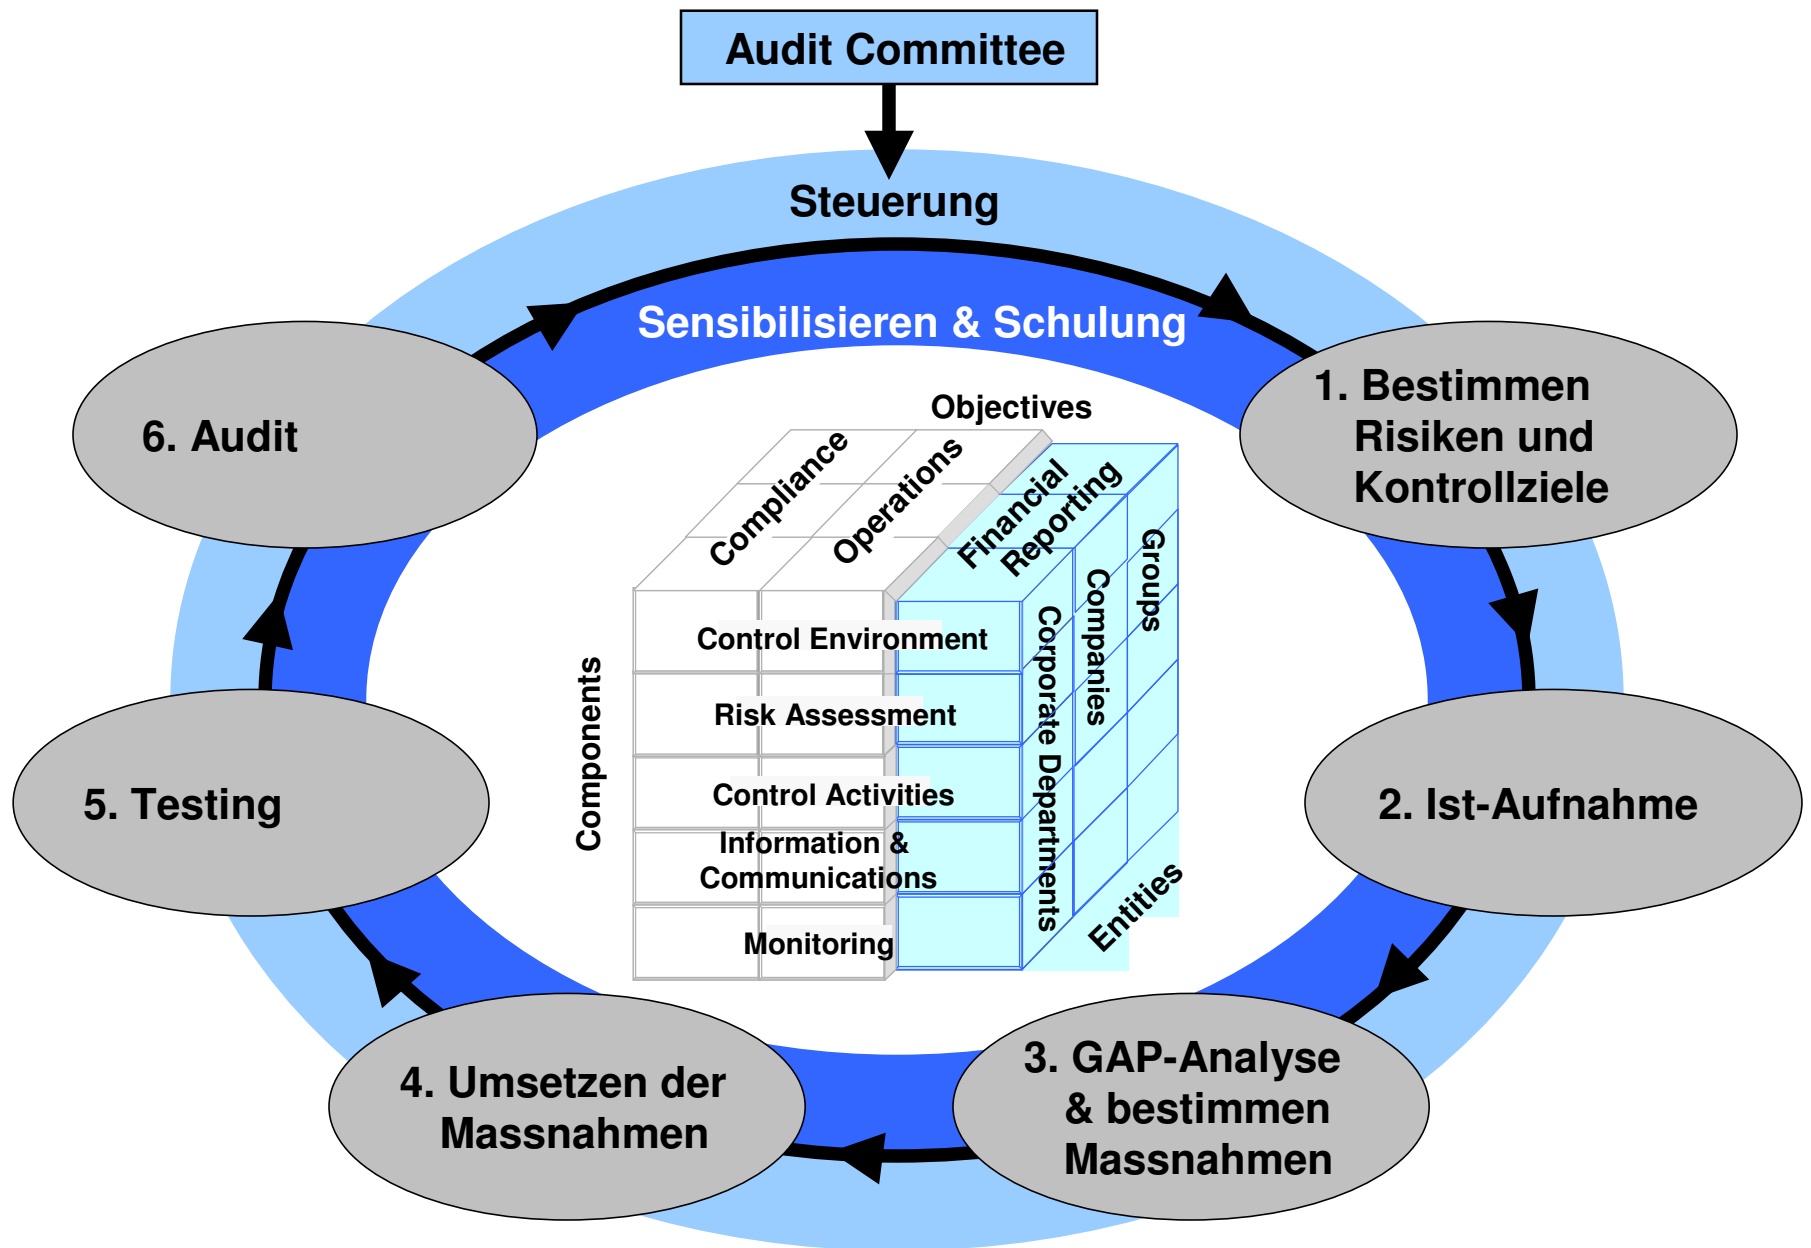 Audit Committee
Steuerung
Sensibilisieren & Schulung
1. Bestimmen
Risiken und
Kontrollziele
2. Ist-Aufnahme
3. GAP-Analyse
& bestimmen
Massnahmen
4. Umsetzen der
Massnahmen
5. Testing
6. Audit
Objectives
Compliance
Operations
Financial
Reporting
Components
Control Environment
Risk Assessment
Control Activities
Information &
Communications
Monitoring
Corporate Departments
Companies
Groups
Entities